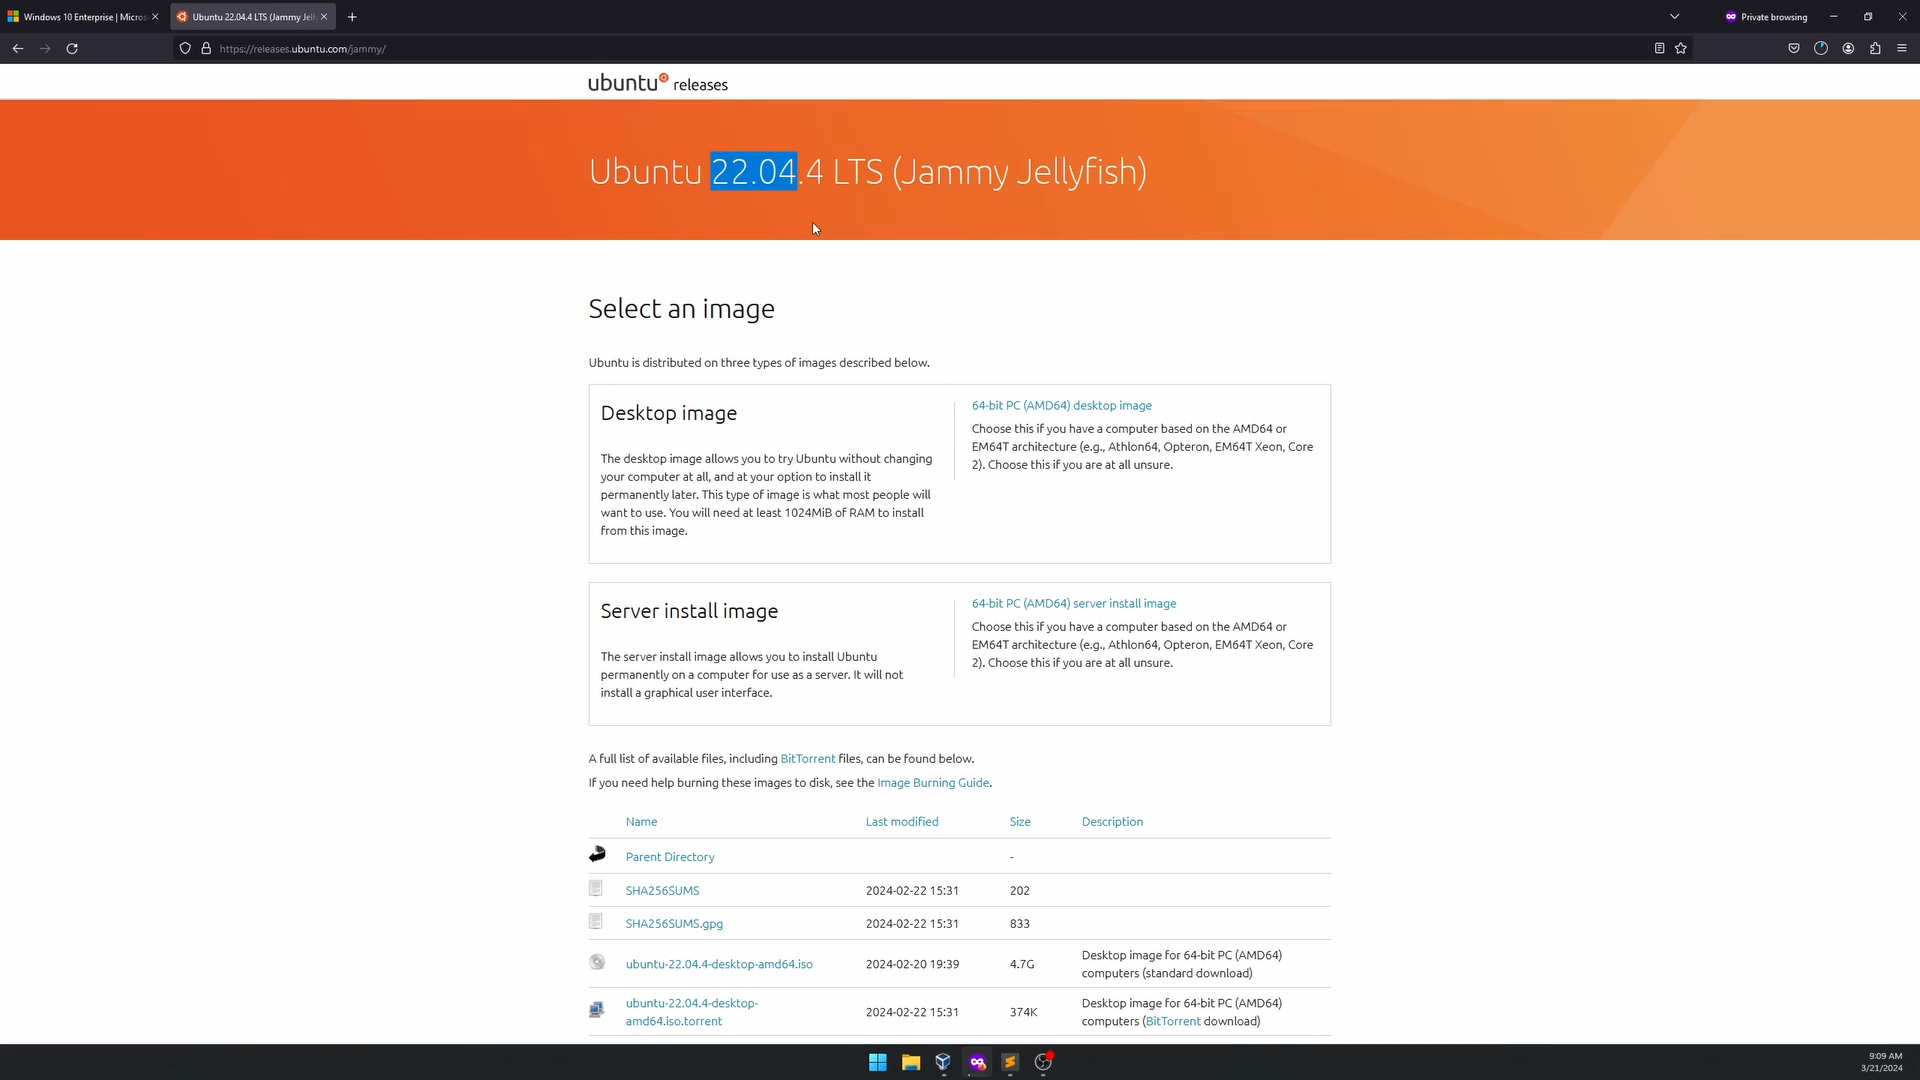 Windows 10 Enterprise | Micros
Ubuntu 22.04.4 LTS (Jammy Jell
Private browsing
https://releases.ubuntu.com/jammy/
ubuntu releases
Ubuntu 22.04.4 LTS (Jammy Jellyfish)
Select an image
Ubuntu is distributed on three types of images described below.
Desktop image
The desktop image allows you to try Ubuntu without changing
your computer at all, and at your option to install it
permanently later. This type of image is what most people will
want to use. You will need at least 1024MiB of RAM to install
from this image.
64-bit PC (AMD64) desktop image
Choose this if you have a computer based on the AMD64 or
EM64T architecture (e.g., Athlon64, Opteron, EM64T Xeon, Core
2). Choose this if you are at all unsure.
Server install image
The server install image allows you to install Ubuntu
permanently on a computer for use as a server. It will not
install a graphical user interface.
64-bit PC (AMD64) server install image
Choose this if you have a computer based on the AMD64 or
EM64T architecture (e.g., Athlon64, Opteron, EM64T Xeon, Core
2). Choose this if you are at all unsure.
A full list of available files, including BitTorrent files, can be found below.
If you need help burning these images to disk, see the Image Burning Guide.
Name Last modified Size Description
Parent Directory -
SHA256SUMS 2024-02-22 15:31 202
SHA256SUMS.gpg 2024-02-22 15:31 833
ubuntu-22.04.4-desktop-amd64.iso 2024-02-20 19:39 4.7G Desktop image for 64-bit PC (AMD64)
computers (standard download)
ubuntu-22.04.4-desktop- 2024-02-22 15:31 374K Desktop image for 64-bit PC (AMD64)
amd64.iso.torrent computers (BitTorrent download)
9:09 AM
3/21/2024